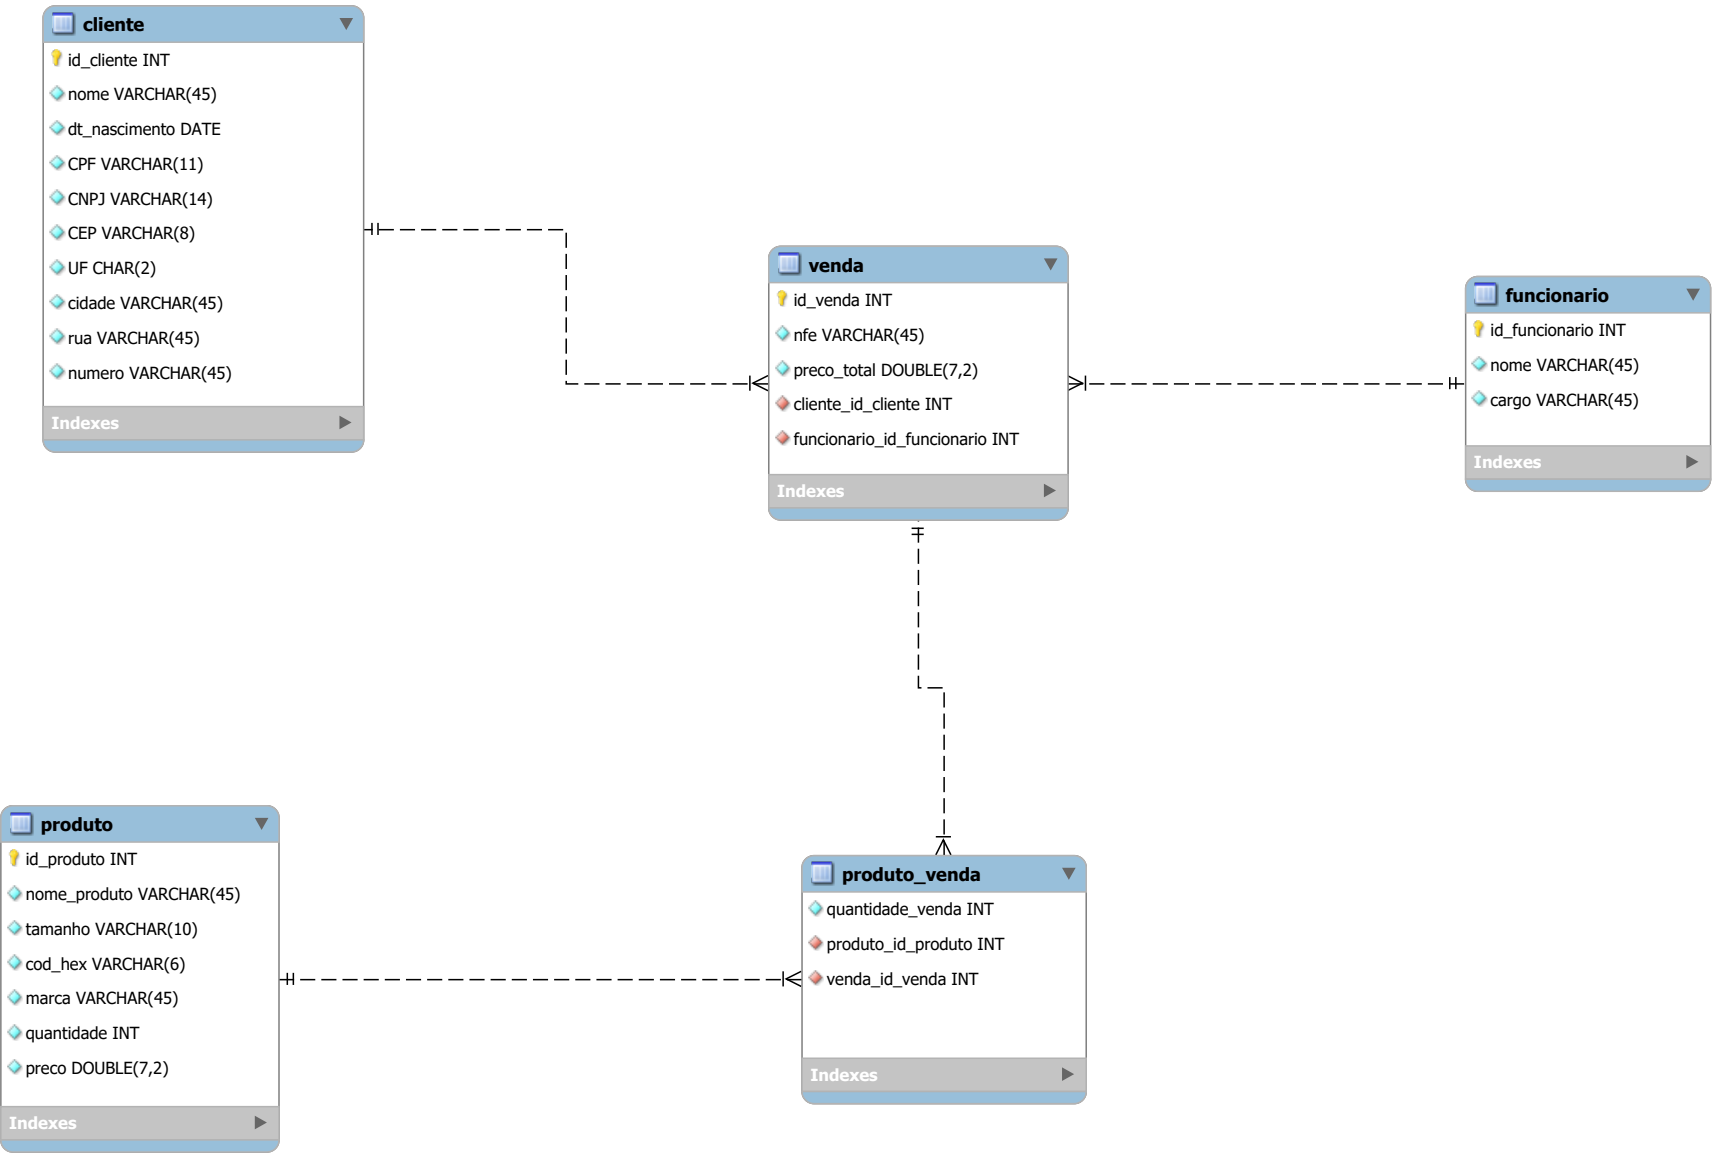 cliente
id_cliente INT
nome VARCHAR(45)
dt_nascimento DATE
CPF VARCHAR(11)
CNPJ VARCHAR(14)
CEP VARCHAR(8)
UF CHAR(2)
cidade VARCHAR(45)
rua VARCHAR(45)
numero VARCHAR(45)
Indexes
venda
id_venda INT
nfe VARCHAR(45)
preco_total DOUBLE(7,2)
cliente_id_cliente INT
funcionario_id_funcionario INT
Indexes
funcionario
id_funcionario INT
nome VARCHAR(45)
cargo VARCHAR(45)
Indexes
produto
id_produto INT
nome_produto VARCHAR(45)
tamanho VARCHAR(10)
cod_hex VARCHAR(6)
marca VARCHAR(45)
quantidade INT
preco DOUBLE(7,2)
Indexes
produto_venda
quantidade_venda INT
produto_id_produto INT
venda_id_venda INT
Indexes